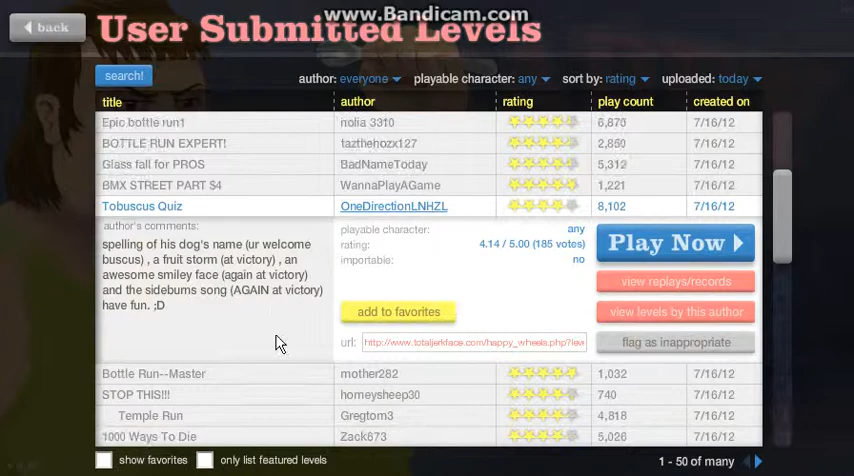 www.Bandicam.com
back
User Submitted Levels
search!
author: everyone playable character: any sort by: rating uploaded: today
title author rating play count created on
Epic bottle run1 nolia 3310 6,870 7/16/12
BOTTLE RUN EXPERT! tazthehozx127 2,850 7/16/12
Glass fall for PROS BadNameToday 5,312 7/16/12
BMX STREET PART $4 WannaPlayAGame 1,221 7/16/12
Tobuscus Quiz OneDirectionLNHZL 8,102 7/16/12
author's comments:
spelling of his dog's name (ur welcome
buscus) , a fruit storm (at victory) , an
awesome smiley face (again at victory)
and the sideburns song (AGAIN at victory)
have fun. ;D
playable character: any
rating: 4.14 / 5.00 (185 votes)
importable: no
add to favorites
url: http://www.totaljerkface.com/happy_wheels.php?lev
Play Now
view replays/records
view levels by this author
flag as inappropriate
Bottle Run--Master mother282 1,032 7/16/12
STOP THIS!!! homeysheep30 740 7/16/12
Temple Run Gregtom3 4,818 7/16/12
1000 Ways To Die Zack673 5,026 7/16/12
show favorites only list featured levels 1 - 50 of many